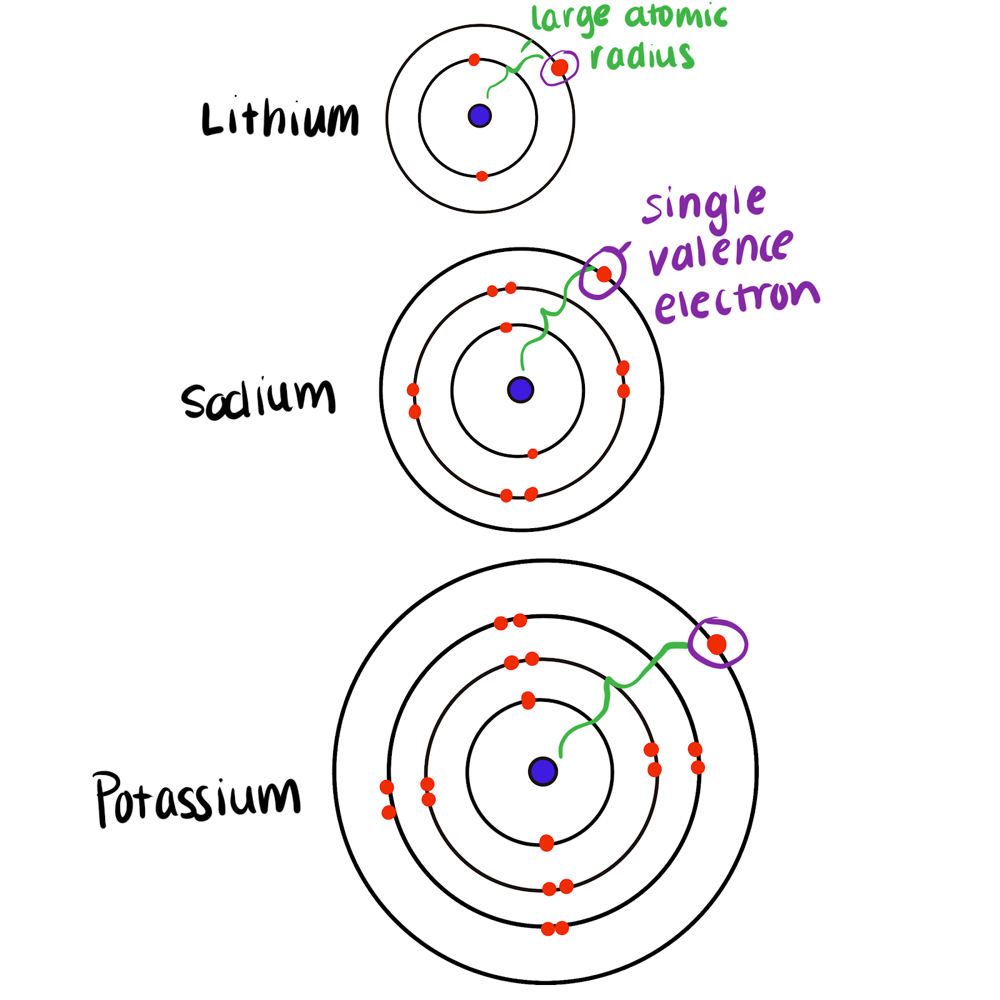 large atomic
radius
Lithium
single
valence
electron
Sodium
Potassium